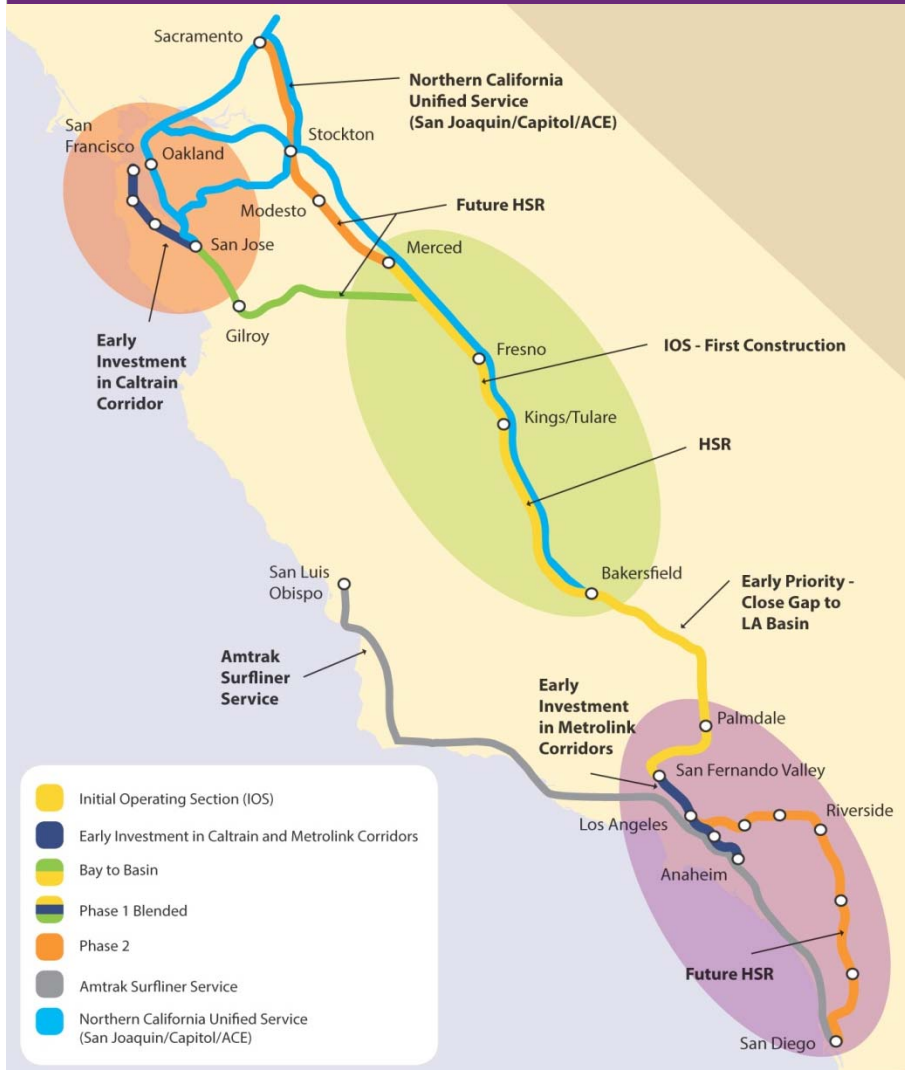 Sacramento
Northern California
Unified Service
(San Joaquin/Capitol/ACE)
San
Francisco
Oakland
Stockton
Modesto
Future HSR
San Jose
Merced
Gilroy
Early
Investment
in Caltrain
Corridor
Fresno
IOS - First Construction
Kings/Tulare
HSR
San Luis
Obispo
Bakersfield
Early Priority -
Close Gap to
LA Basin
Amtrak
Surfliner
Service
Early
Investment
in Metrolink
Corridors
Palmdale
San Fernando Valley
Los Angeles
Riverside
Anaheim
Future HSR
San Diego
Initial Operating Section (IOS)
Early Investment in Caltrain and Metrolink Corridors
Bay to Basin
Phase 1 Blended
Phase 2
Amtrak Surfliner Service
Northern California Unified Service
(San Joaquin/Capitol/ACE)